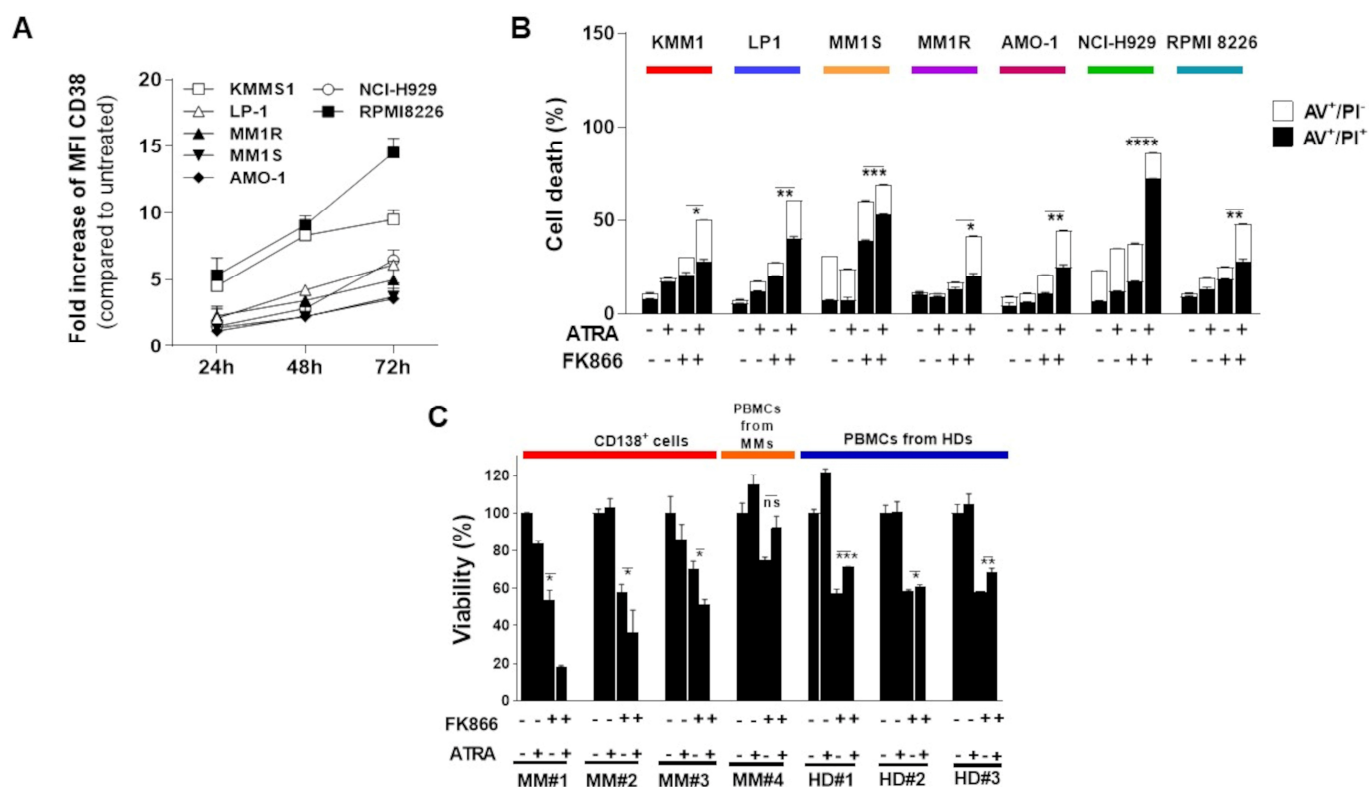 A
Fold increase of MFI CD38
(compared to untreated)
20
15
10
5
0
KMMS1
LP-1
MM1R
MM1S
AMO-1
NCI-H929
RPMI8226
24h
48h
72h
B
Cell death (%)
150
100
50
0
KMM1 LP1 MM1S MM1R AMO-1 NCI-H929 RPMI 8226
AV⁺/PI⁻
AV⁺/PI⁺
* ** *** * ** **** **
ATRA - + - + - + - + - + - + - + - + - + - + - + - + - + - +
FK866 - - + + - - + + - - + + - - + + - - + + - - + + - - + +
C
PBMCs
from
MMs
CD138⁺ cells
PBMCs from HDs
Viability (%)
120
100
80
60
40
20
0
* * * ns *** * **
FK866 - - + + - - + + - - + + - - + + - - + + - - + + - - + +
ATRA - + - + - + - + - + - + - + - + - + - + - + - + - + - +
MM#1 MM#2 MM#3 MM#4 HD#1 HD#2 HD#3